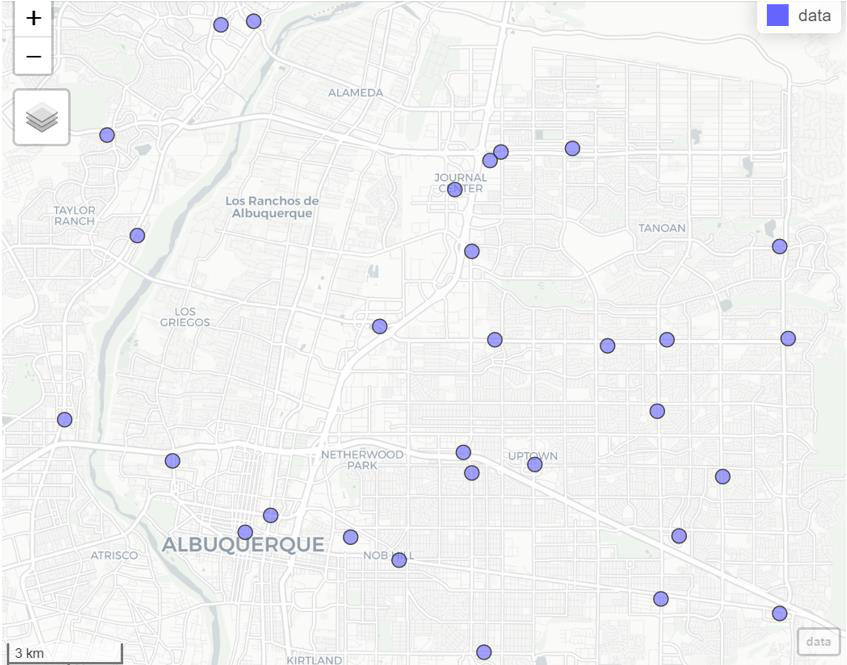 +
data
−
ALAMEDA
JOURNAL
CENTER
Los Ranchos de
Albuquerque
TAYLOR
RANCH
TANOAN
LOS
GRIEGOS
NETHERWOOD
PARK
UPTOWN
ALBUQUERQUE
ATRISCO
NOB HILL
data
3 km
KIRTLAND